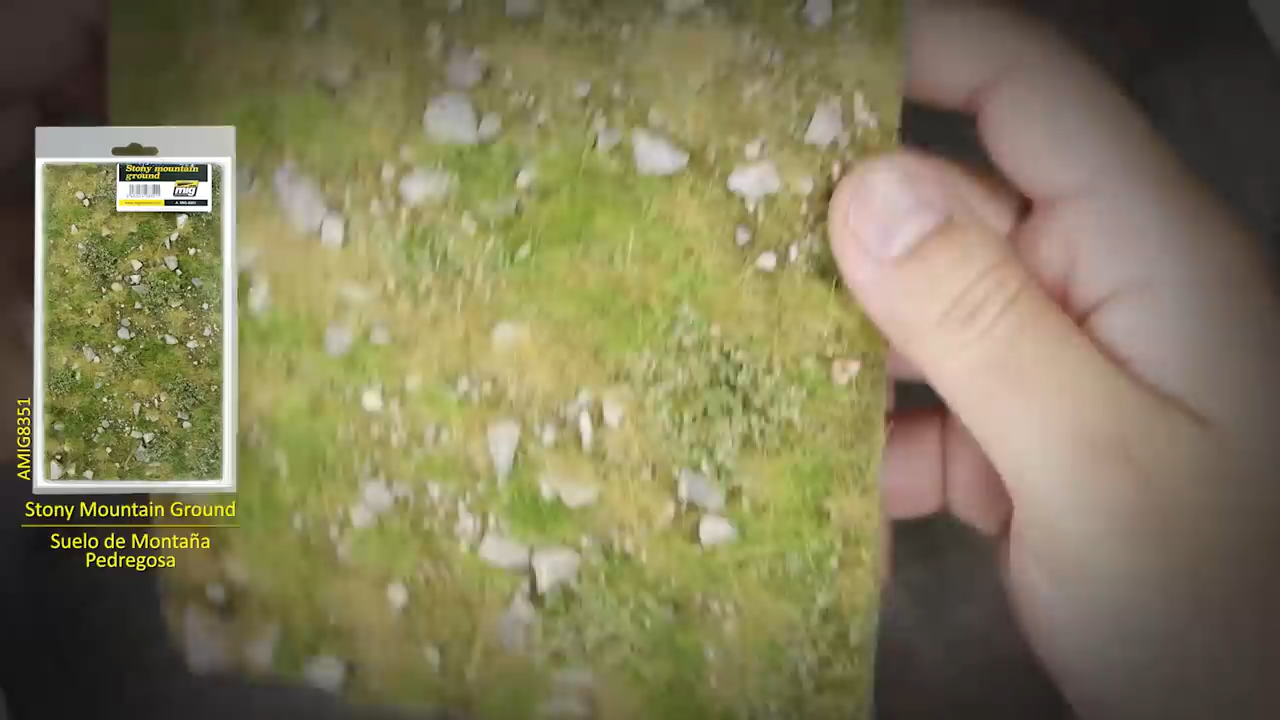 Stony mountain
ground
mig
AMIG8351
Stony Mountain Ground
Suelo de Montaña
Pedregosa